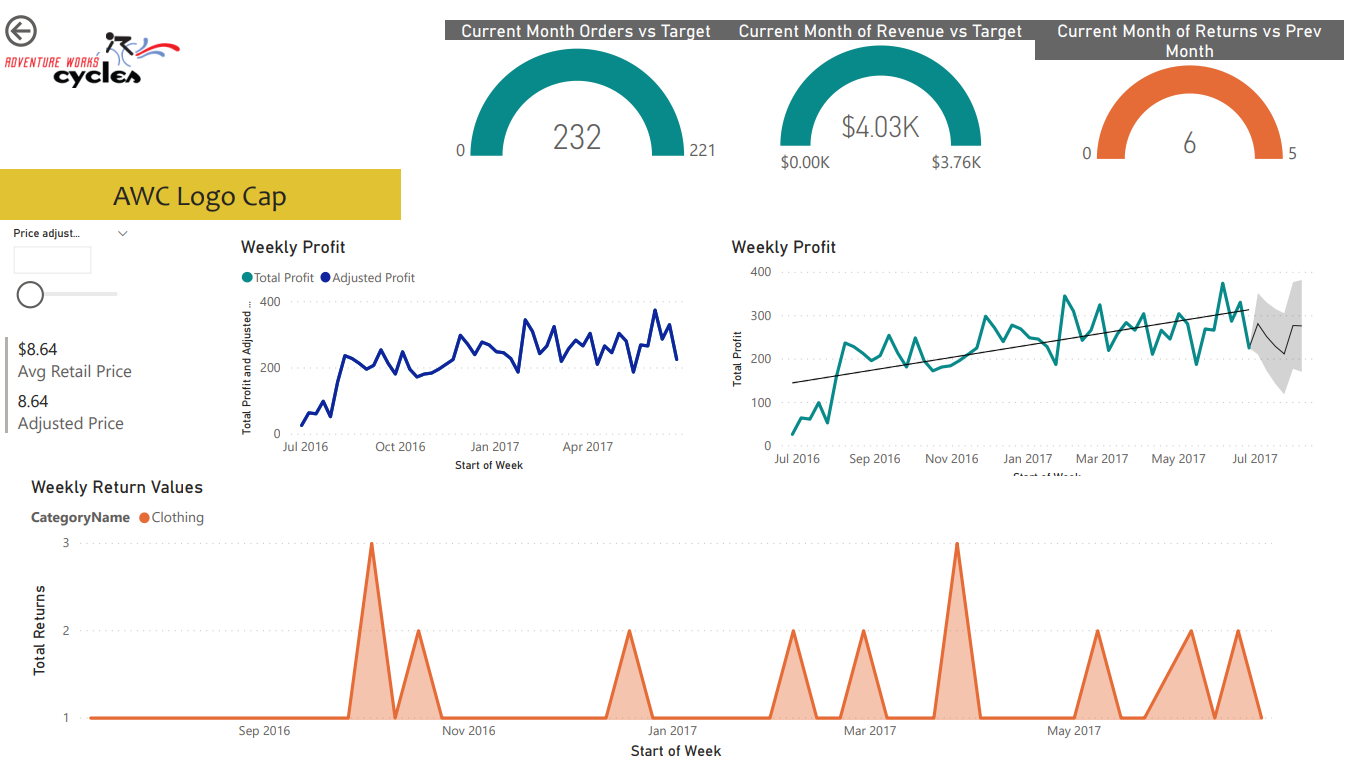 ADVENTURE WORKS
cycles
Current Month Orders vs Target
232
0
221
Current Month of Revenue vs Target
$4.03K
$0.00K
$3.76K
Current Month of Returns vs Prev
Month
6
0
5
AWC Logo Cap
Price adjust...
$8.64
Avg Retail Price
8.64
Adjusted Price
Weekly Profit
Total Profit Adjusted Profit
Total Profit and Adjusted ...
400
200
0
Jul 2016 Oct 2016 Jan 2017 Apr 2017
Start of Week
Weekly Profit
Total Profit
400
300
200
100
0
Jul 2016 Sep 2016 Nov 2016 Jan 2017 Mar 2017 May 2017 Jul 2017
Start of Week
Weekly Return Values
CategoryName Clothing
Total Returns
3
2
1
Sep 2016 Nov 2016 Jan 2017 Mar 2017 May 2017
Start of Week